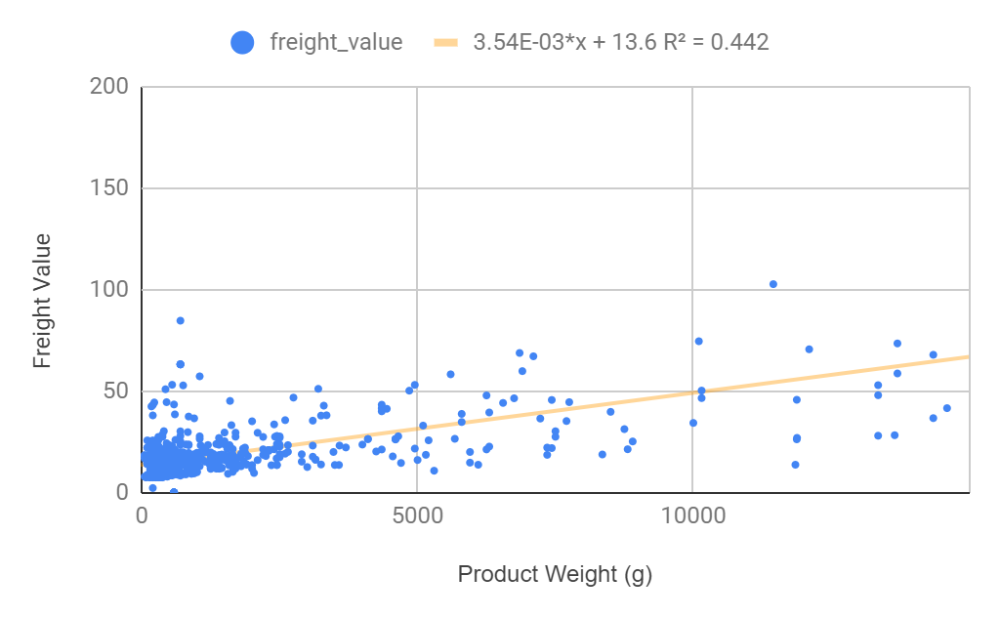 freight_value 3.54E-03*x + 13.6 R² = 0.442
200
150
100
50
0
0 5000 10000
Freight Value
Product Weight (g)